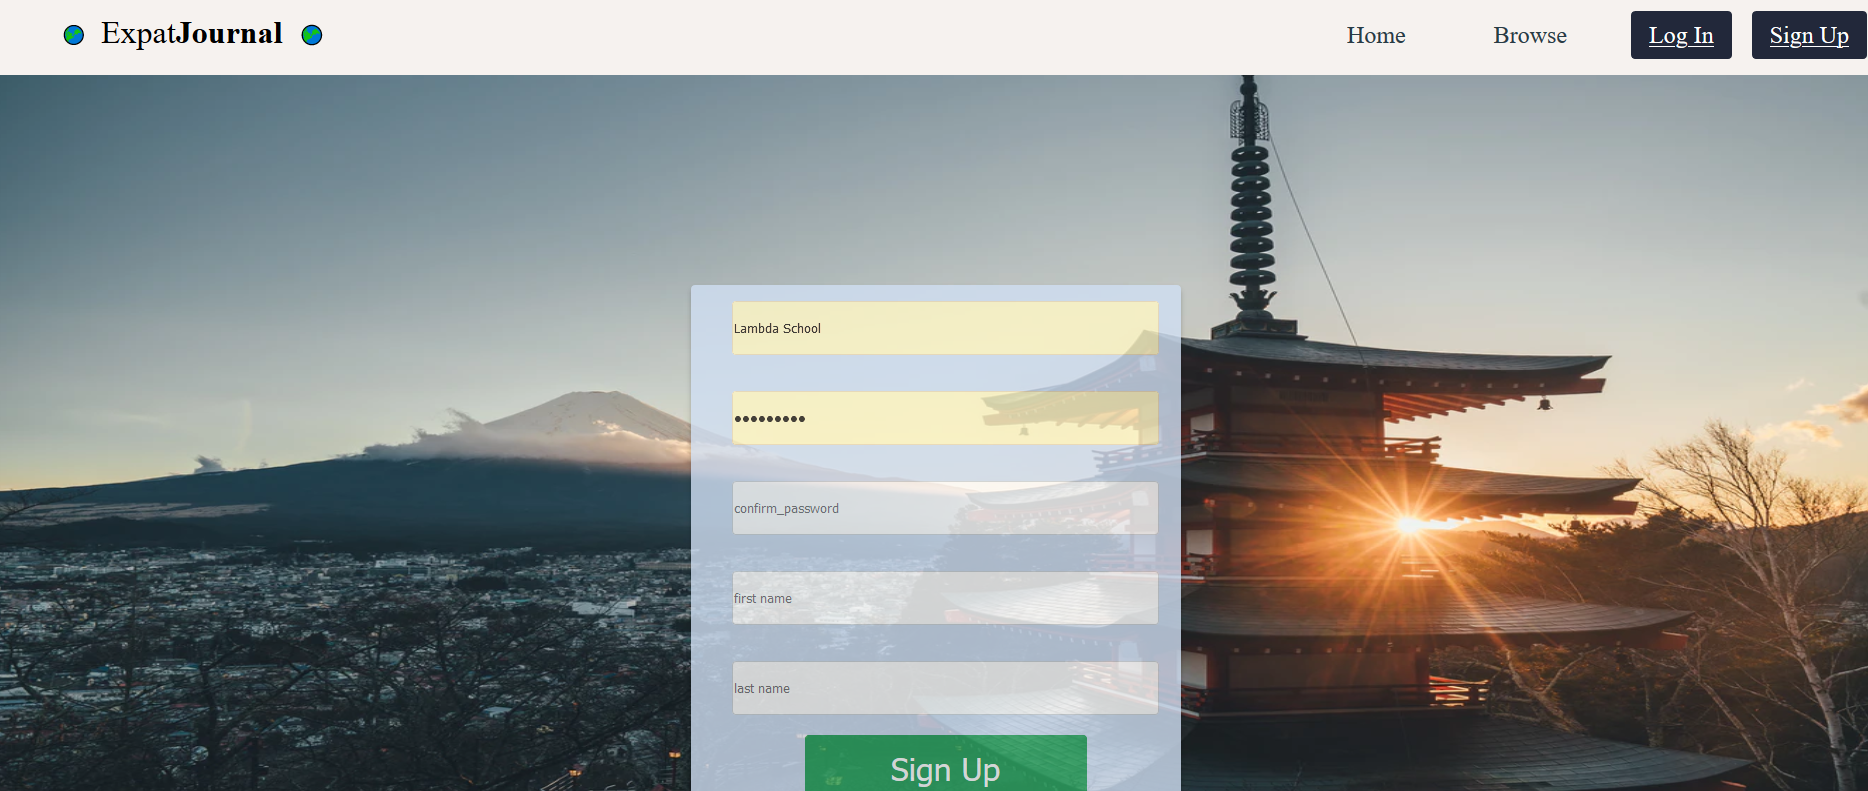 ExpatJournal
Home
Browse
Log In
Sign Up
Lambda School
•••••••••
confirm_password
first name
last name
Sign Up